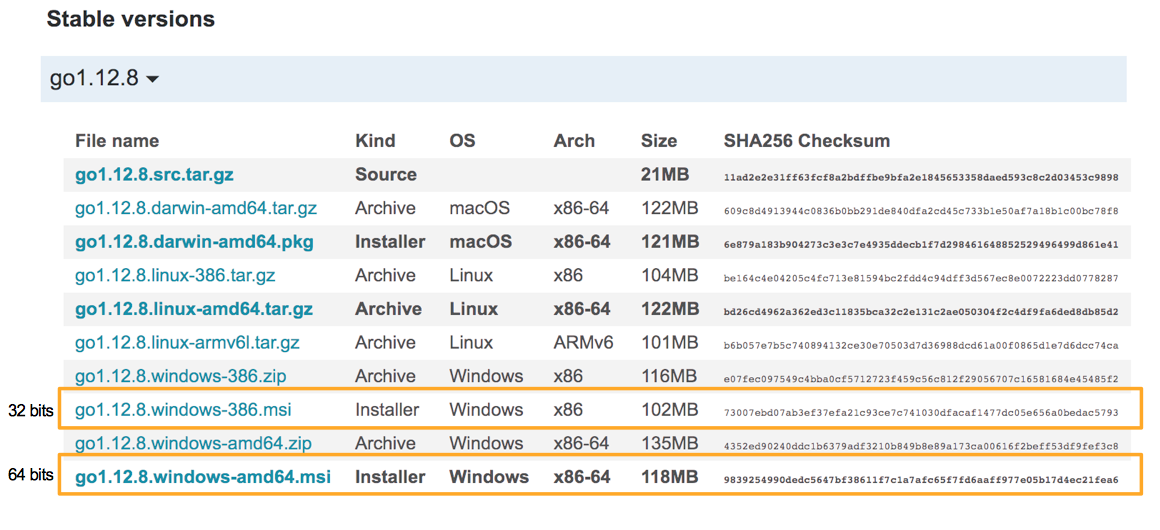 Stable versions
go1.12.8
File name Kind OS Arch Size SHA256 Checksum
go1.12.8.src.tar.gz Source 21MB 11ad2e2e31ff63fcf8a2bdffbe9bfa2e1845653358daed593c8c2d03453c9898
go1.12.8.darwin-amd64.tar.gz Archive macOS x86-64 122MB 609c8d4913944c0836b0bb291de840dfa2cd45c733b1e50af7a18b1c00bc78f8
go1.12.8.darwin-amd64.pkg Installer macOS x86-64 121MB 6e879a183b904273c3e3c7e4935ddecb1f7d298461648852529496499d861e41
go1.12.8.linux-386.tar.gz Archive Linux x86 104MB be164c4e04205c4fc713e81594bc2fdd4c94dff3d567ec8e0072223dd0778287
go1.12.8.linux-amd64.tar.gz Archive Linux x86-64 122MB bd26cd4962a362ed3c11835bca32c2e131c2ae050304f2c4df9fa6ded8db85d2
go1.12.8.linux-armv6l.tar.gz Archive Linux ARMv6 101MB b6b057e7b5c740894132ce30e70503d7d36988dcd61a00f0865d1e7d6dcc74ca
go1.12.8.windows-386.zip Archive Windows x86 116MB e07fec097549c4bba0cf5712723f459c56c812f29056707c16581684e45485f2
32 bits go1.12.8.windows-386.msi Installer Windows x86 102MB 73007ebd07ab3ef37efa21c93ce7c741030dfacaf1477dc05e656a0bedac5793
go1.12.8.windows-amd64.zip Archive Windows x86-64 135MB 4352ed90240ddc1b6379adf3210b849b8e89a173ca00616f2beff53df9fef3c8
64 bits go1.12.8.windows-amd64.msi Installer Windows x86-64 118MB 9839254990dedc5647bf38611f7c1a7afc65f7fd6aaff977e05b17d4ec21fea6